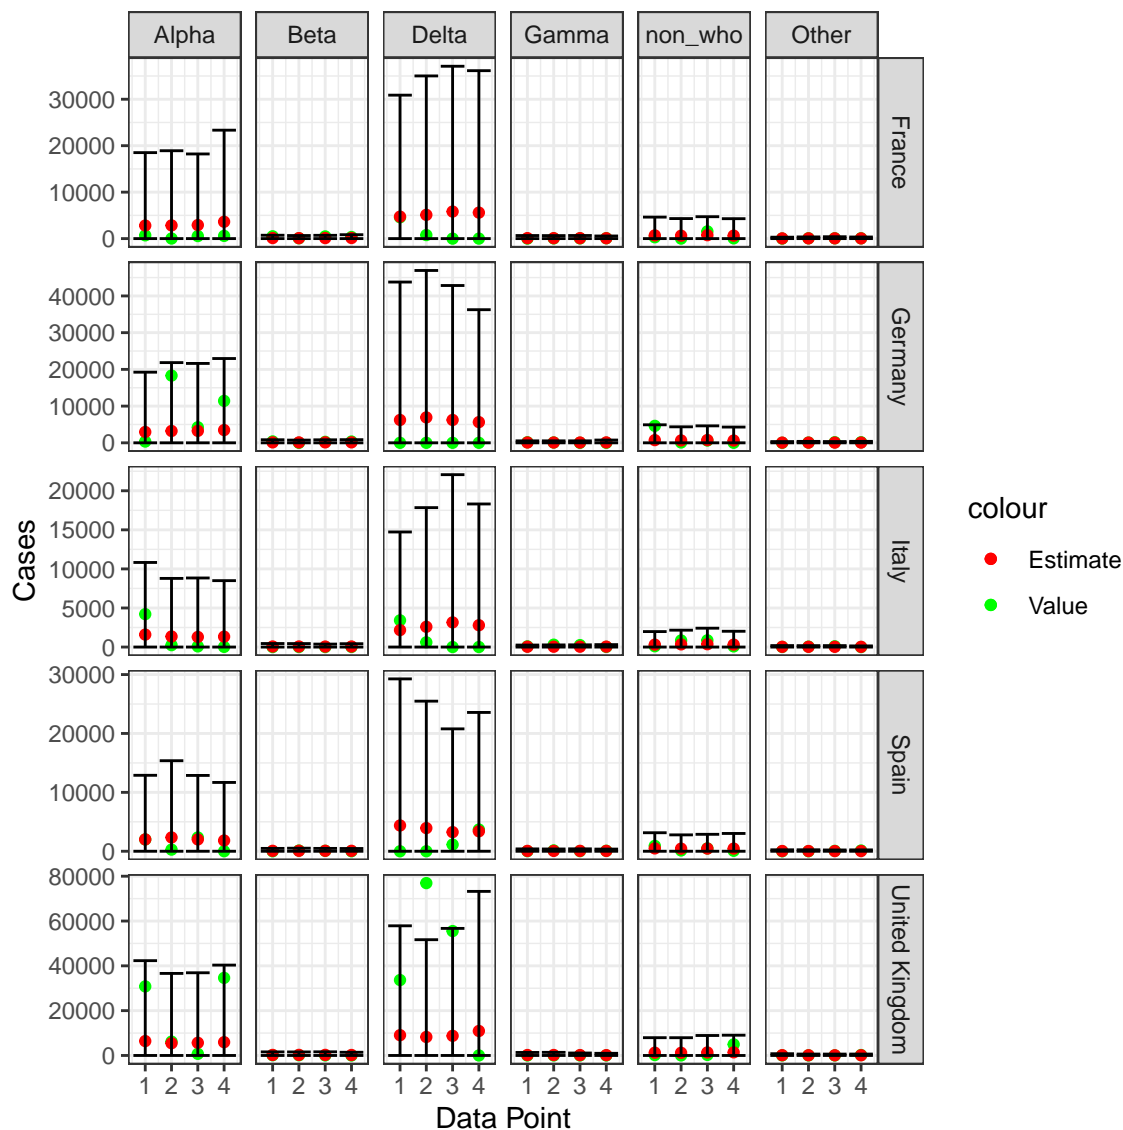 Alpha Beta Delta Gamma non_who Other
30000
20000
10000
0
France
40000
30000
20000
10000
0
Germany
20000
15000
10000
5000
0
Italy
30000
20000
10000
0
Spain
80000
60000
40000
20000
0
United Kingdom
Cases
1 2 3 4 1 2 3 4 1 2 3 4 1 2 3 4 1 2 3 4 1 2 3 4
Data Point
colour
Estimate
Value